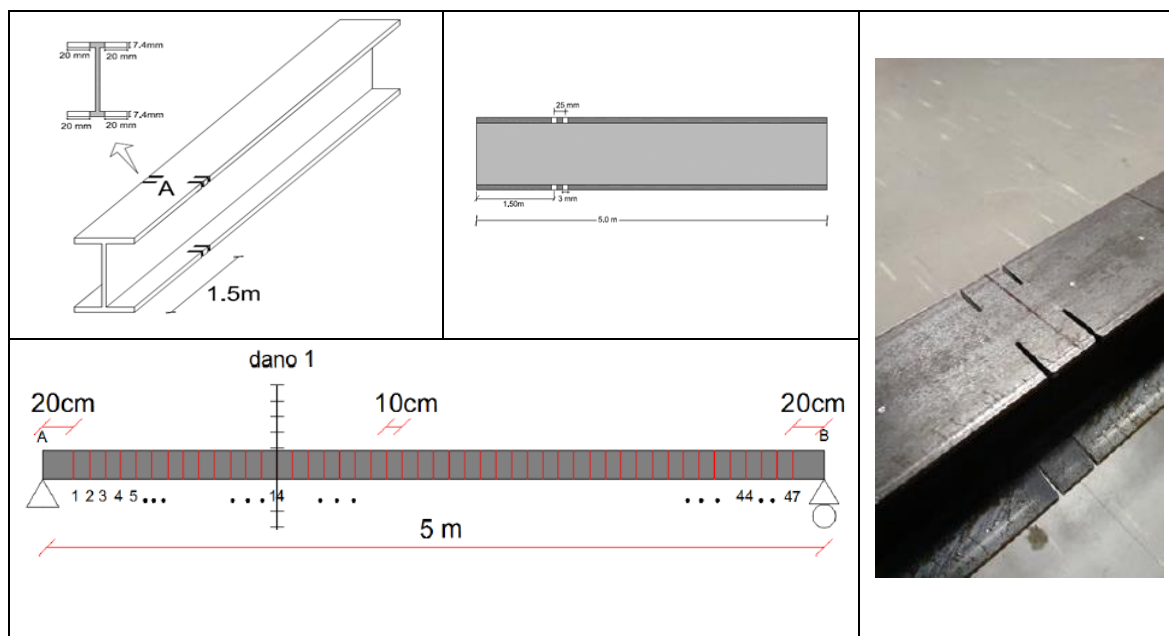 7.4mm
20 mm 20 mm
7.4mm
20 mm 20 mm
A
1.5m
25 mm
1.50m
3 mm
5.0 m
dano 1
20cm 10cm 20cm
A B
1 2 3 4 5 ... ... 14 ... ... 44 .. 47
5 m